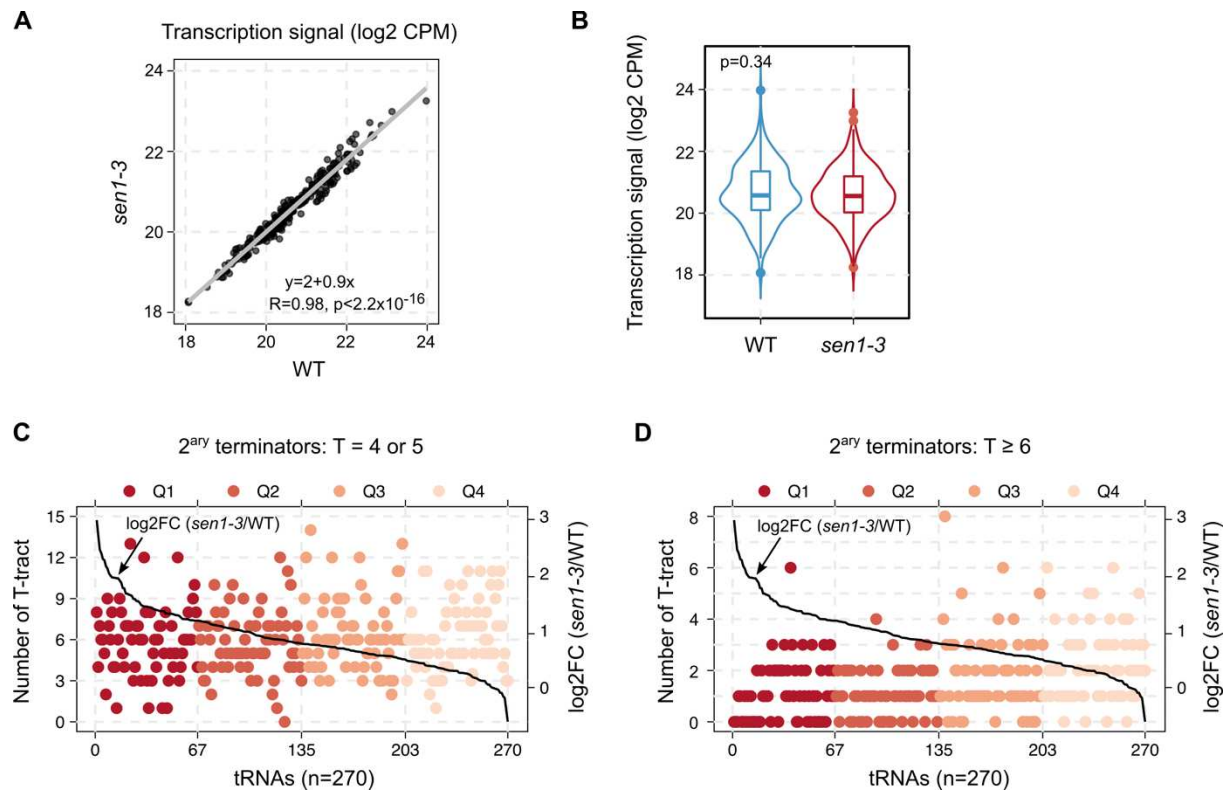 A
Transcription signal (log2 CPM)
sen1-3
24
22
20
18
y=2+0.9x
R=0.98, p<2.2x10-16
18 20 22 24
WT
B
Transcription signal (log2 CPM)
p=0.34
24
22
20
18
WT sen1-3
C
2ary terminators: T = 4 or 5
Q1 Q2 Q3 Q4
log2FC (sen1-3/WT)
Number of T-tract
15
12
9
6
3
0
3
2
1
0
log2FC (sen1-3/WT)
0 67 135 203 270
tRNAs (n=270)
D
2ary terminators: T ≥ 6
Q1 Q2 Q3 Q4
log2FC (sen1-3/WT)
Number of T-tract
8
6
4
2
0
3
2
1
0
log2FC (sen1-3/WT)
0 67 135 203 270
tRNAs (n=270)